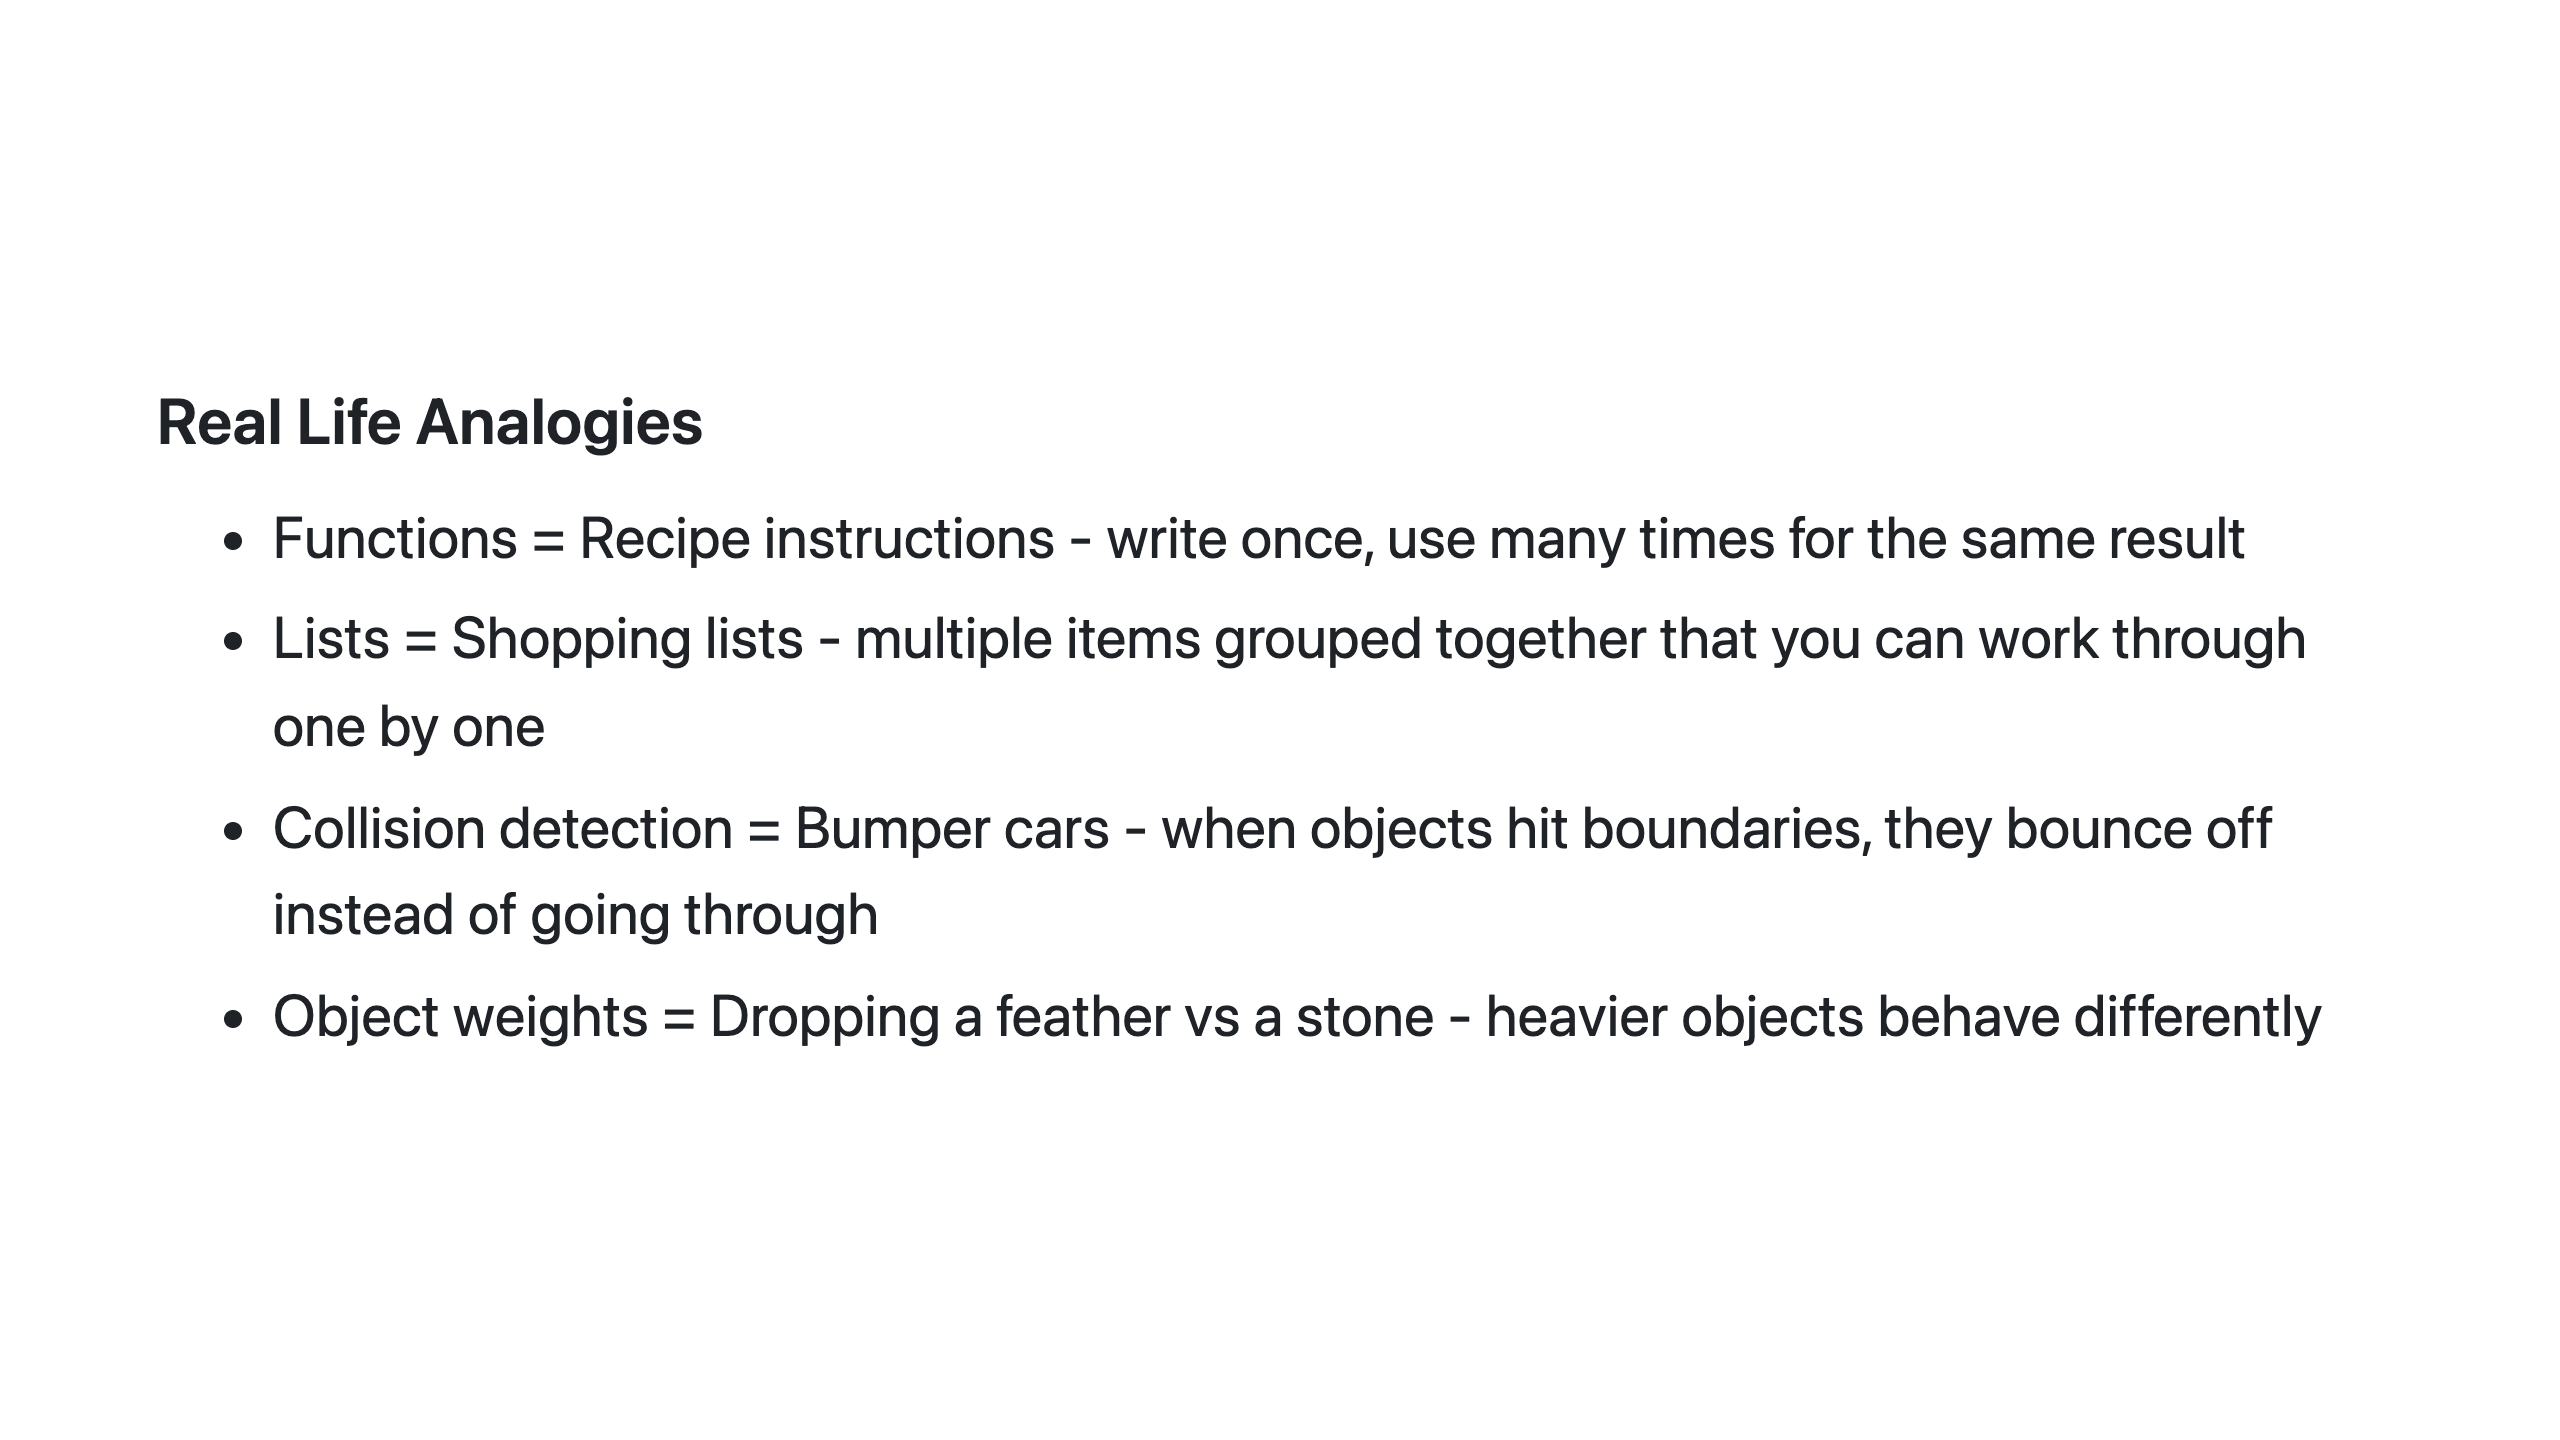 Real Life Analogies
• Functions = Recipe instructions - write once, use many times for the same result
• Lists = Shopping lists - multiple items grouped together that you can work through
one by one
• Collision detection = Bumper cars - when objects hit boundaries, they bounce off
instead of going through
• Object weights = Dropping a feather vs a stone - heavier objects behave differently